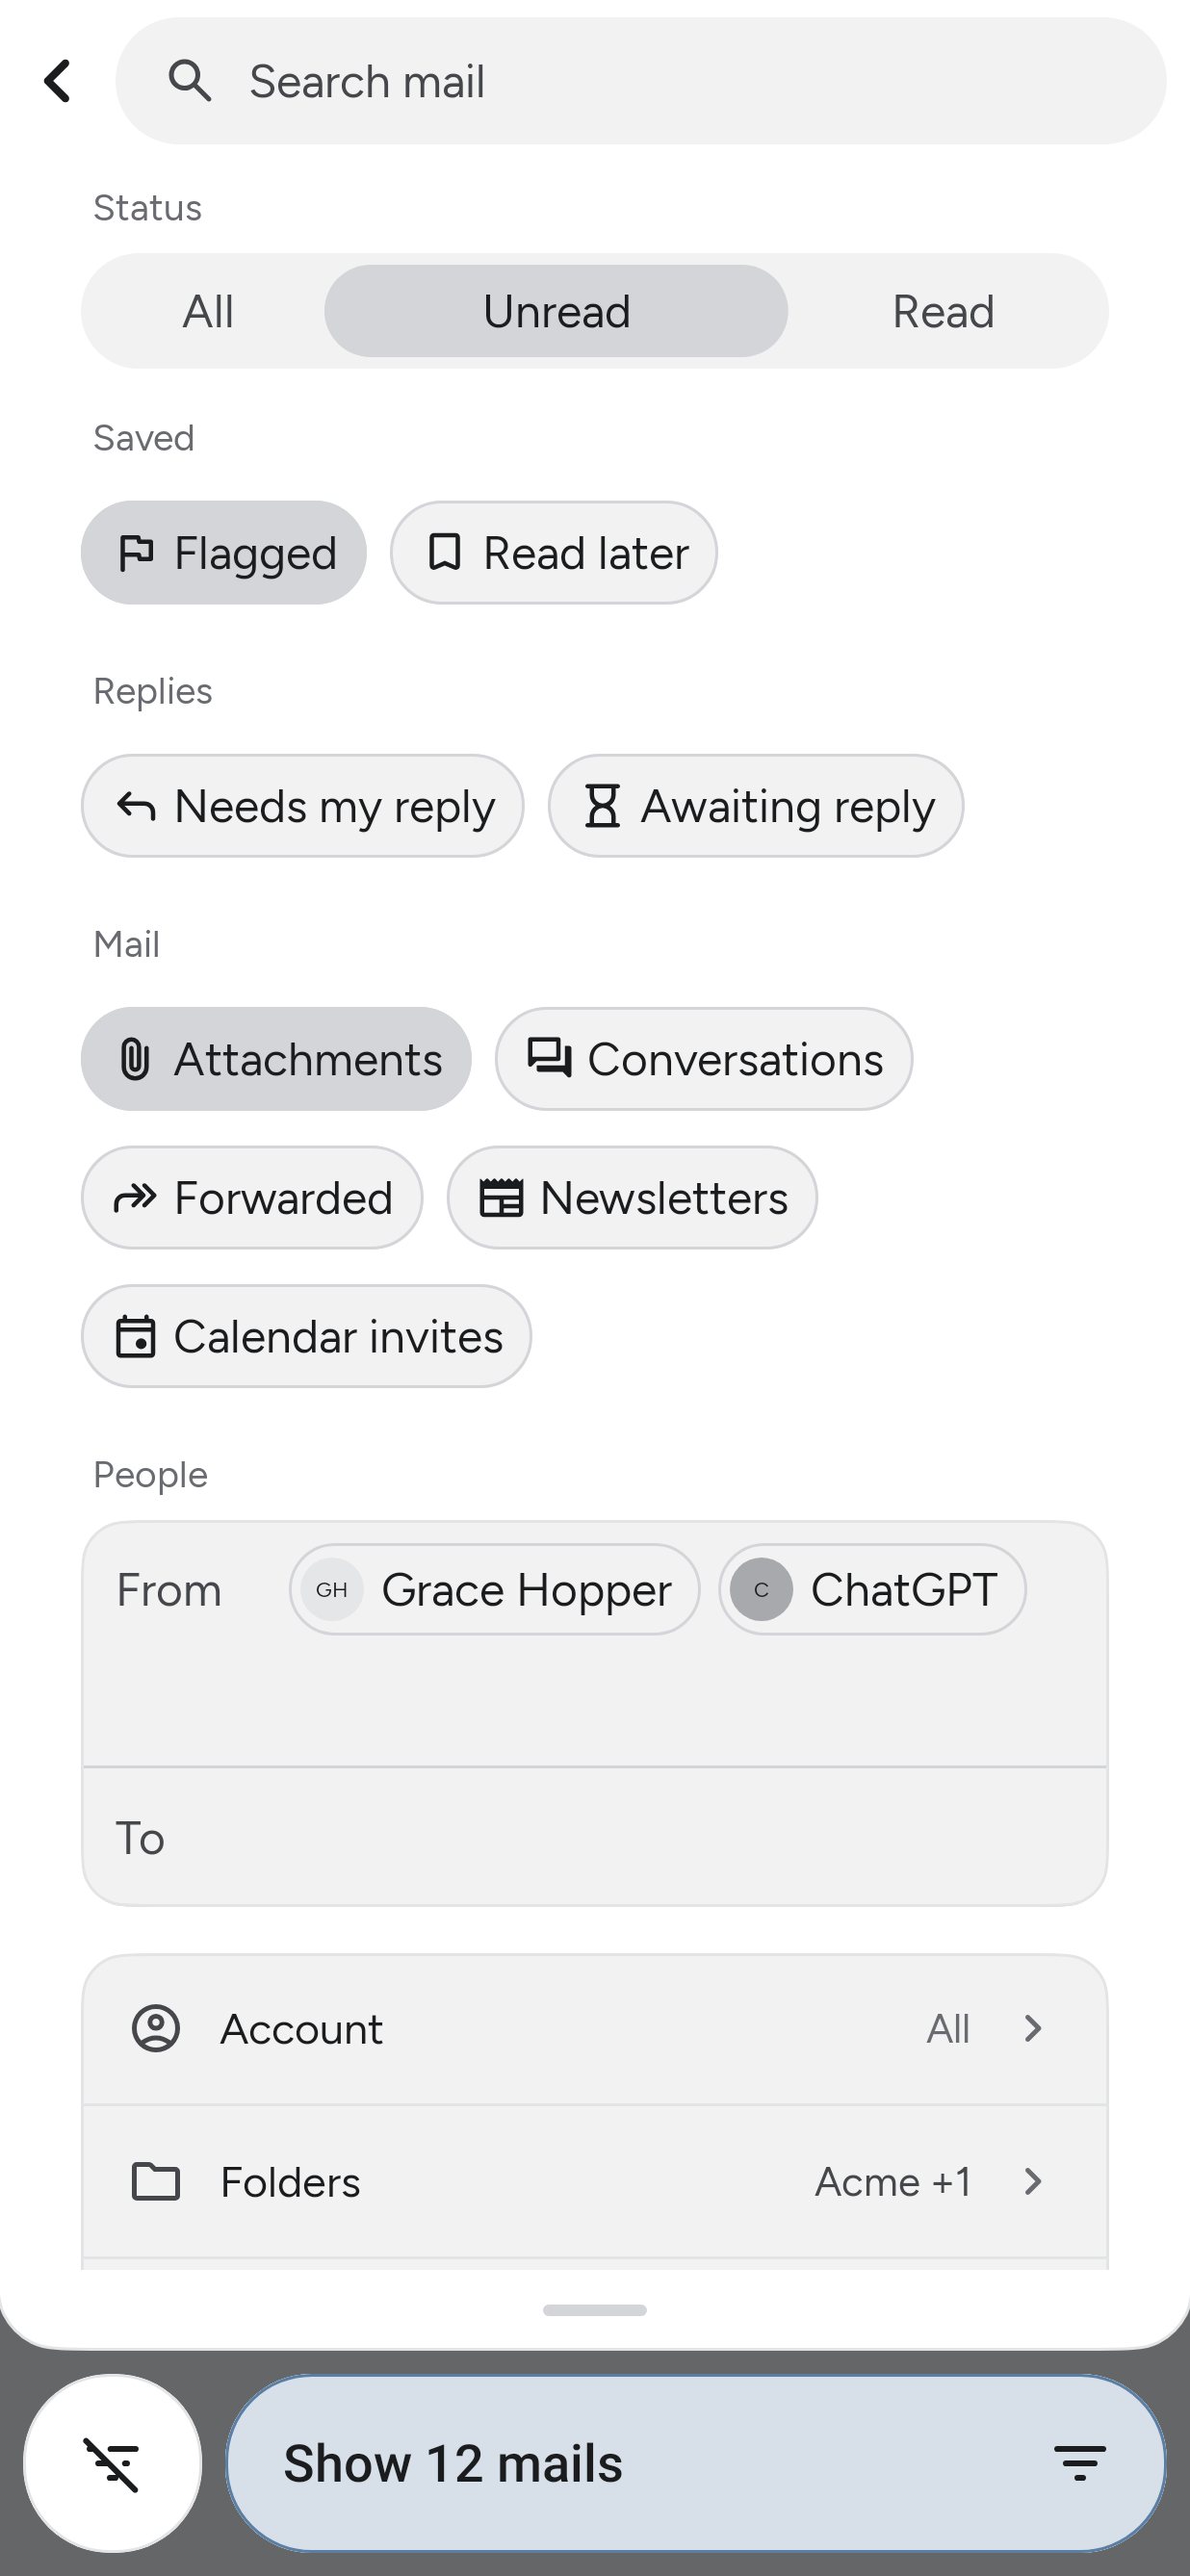 Search mail
Status
All Unread Read
Saved
Flagged Read later
Replies
Needs my reply Awaiting reply
Mail
Attachments Conversations
Forwarded Newsletters
Calendar invites
People
From GH Grace Hopper C ChatGPT
To
Account All
Folders Acme +1
Show 12 mails